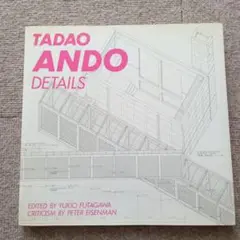 TADAO
ANDO
DETAILS
EDITED BY YUKIO FUTAGAWA
CRITICISM BY PETER EISENMAN